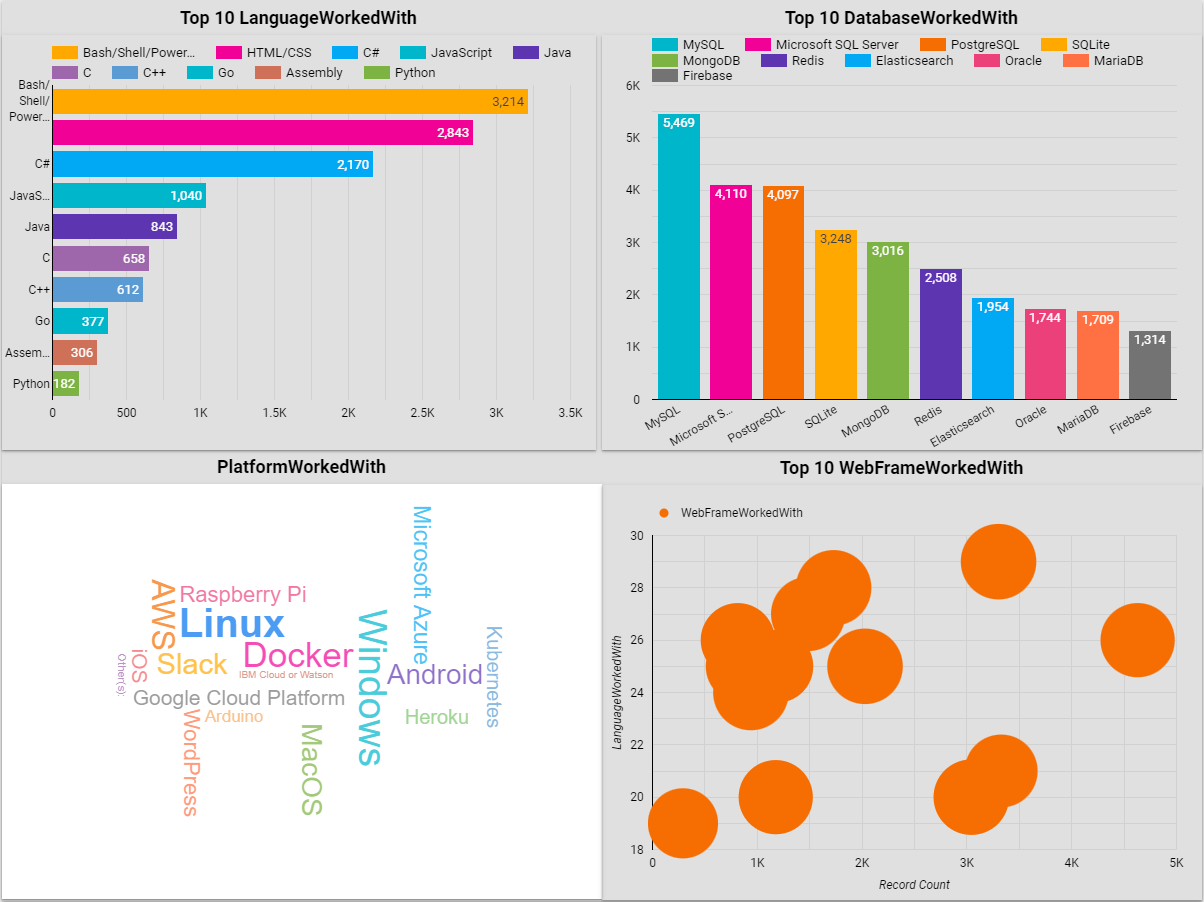 Top 10 LanguageWorkedWith
Bash/Shell/Power... HTML/CSS C# JavaScript Java
C C++ Go Assembly Python
Bash/
Shell/
Power...
3,214
2,843
C# 2,170
JavaS... 1,040
Java 843
C 658
C++ 612
Go 377
Assem... 306
Python 182
0 500 1K 1.5K 2K 2.5K 3K 3.5K
Top 10 DatabaseWorkedWith
MySQL Microsoft SQL Server PostgreSQL SQLite
MongoDB Redis Elasticsearch Oracle MariaDB
Firebase
6K
5K
4K
3K
2K
1K
0
5,469
4,110
4,097
3,248
3,016
2,508
1,954
1,744
1,709
1,314
MySQL Microsoft S... PostgreSQL SQLite MongoDB Redis Elasticsearch Oracle MariaDB Firebase
PlatformWorkedWith
Microsoft Azure
AWS
Raspberry Pi
Linux
Windows
Kubernetes
Docker
iOS
Slack
Other(s):
IBM Cloud or Watson
Android
Google Cloud Platform
Arduino
Heroku
WordPress
MacOS
Top 10 WebFrameWorkedWith
WebFrameWorkedWith
LanguageWorkedWith
30
28
26
24
22
20
18
0 1K 2K 3K 4K 5K
Record Count